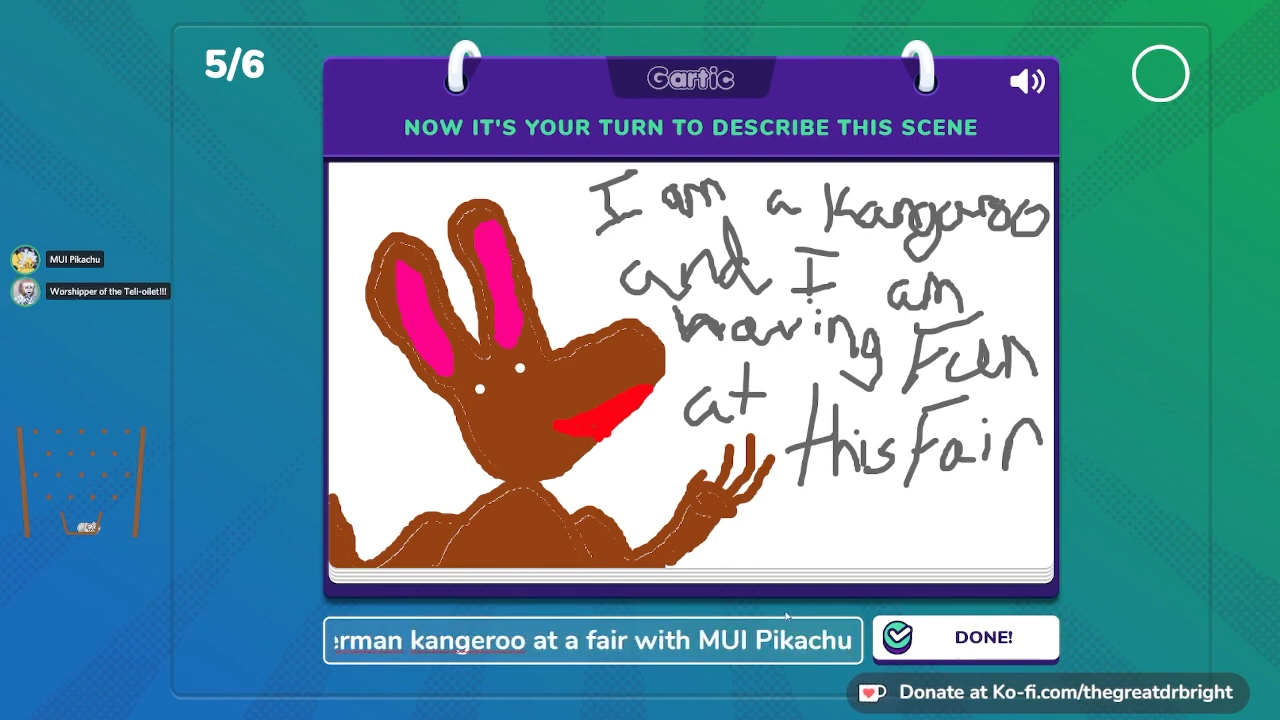 5/6
Gartic
NOW IT'S YOUR TURN TO DESCRIBE THIS SCENE
I am a Kangaroo
and I am
having Fun
at this Fair
MUI Pikachu
Worshipper of the Teli-oilet!!!
erman kangeroo at a fair with MUI Pikachu
DONE!
Donate at Ko-fi.com/thegreatdrbright